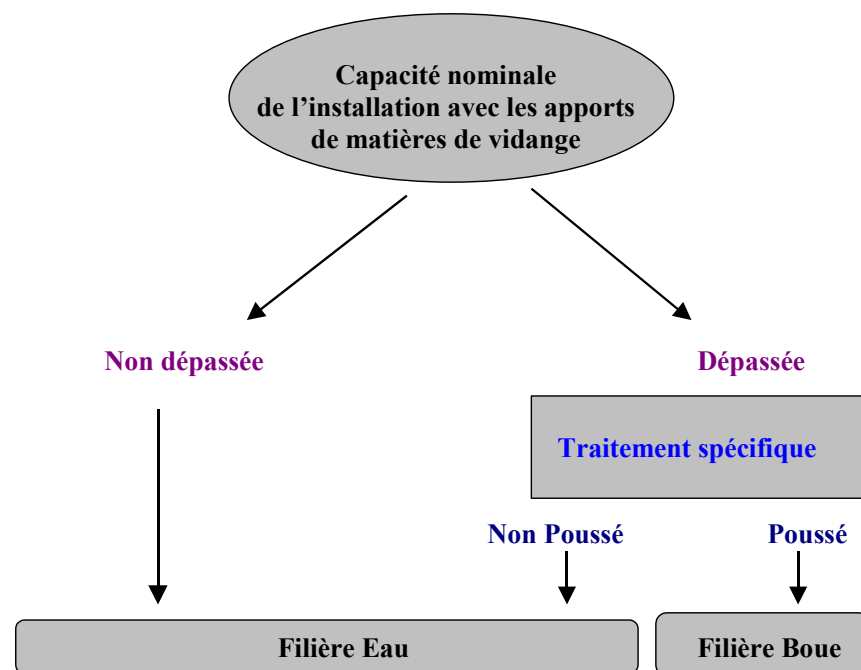 Capacité nominale
de l’installation avec les apports
de matières de vidange
Non dépassée
Dépassée
Traitement spécifique
Non Poussé
Poussé
Filière Eau
Filière Boue